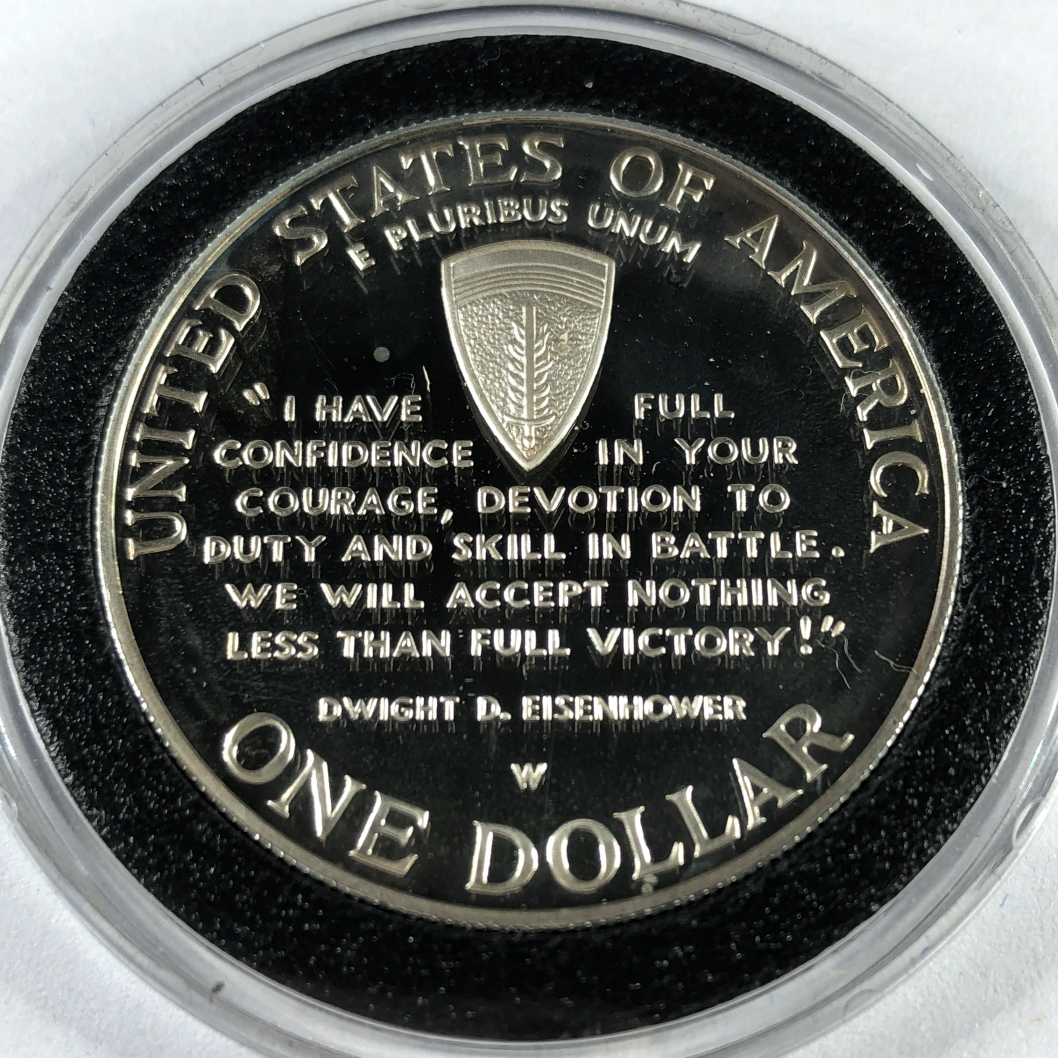 UNITED STATES OF AMERICA
E PLURIBUS UNUM
"I HAVE FULL
CONFIDENCE IN YOUR
COURAGE, DEVOTION TO
DUTY AND SKILL IN BATTLE.
WE WILL ACCEPT NOTHING
LESS THAN FULL VICTORY!"
DWIGHT D. EISENHOWER
W
ONE DOLLAR